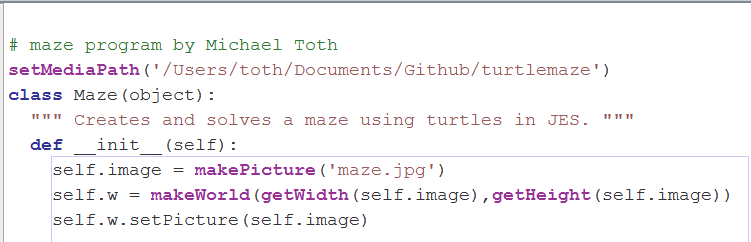 # maze program by Michael Toth
setMediaPath('/Users/toth/Documents/Github/turtlemaze')
class Maze(object):
  """ Creates and solves a maze using turtles in JES. """
  def __init__(self):
    self.image = makePicture('maze.jpg')
    self.w = makeWorld(getWidth(self.image),getHeight(self.image))
    self.w.setPicture(self.image)